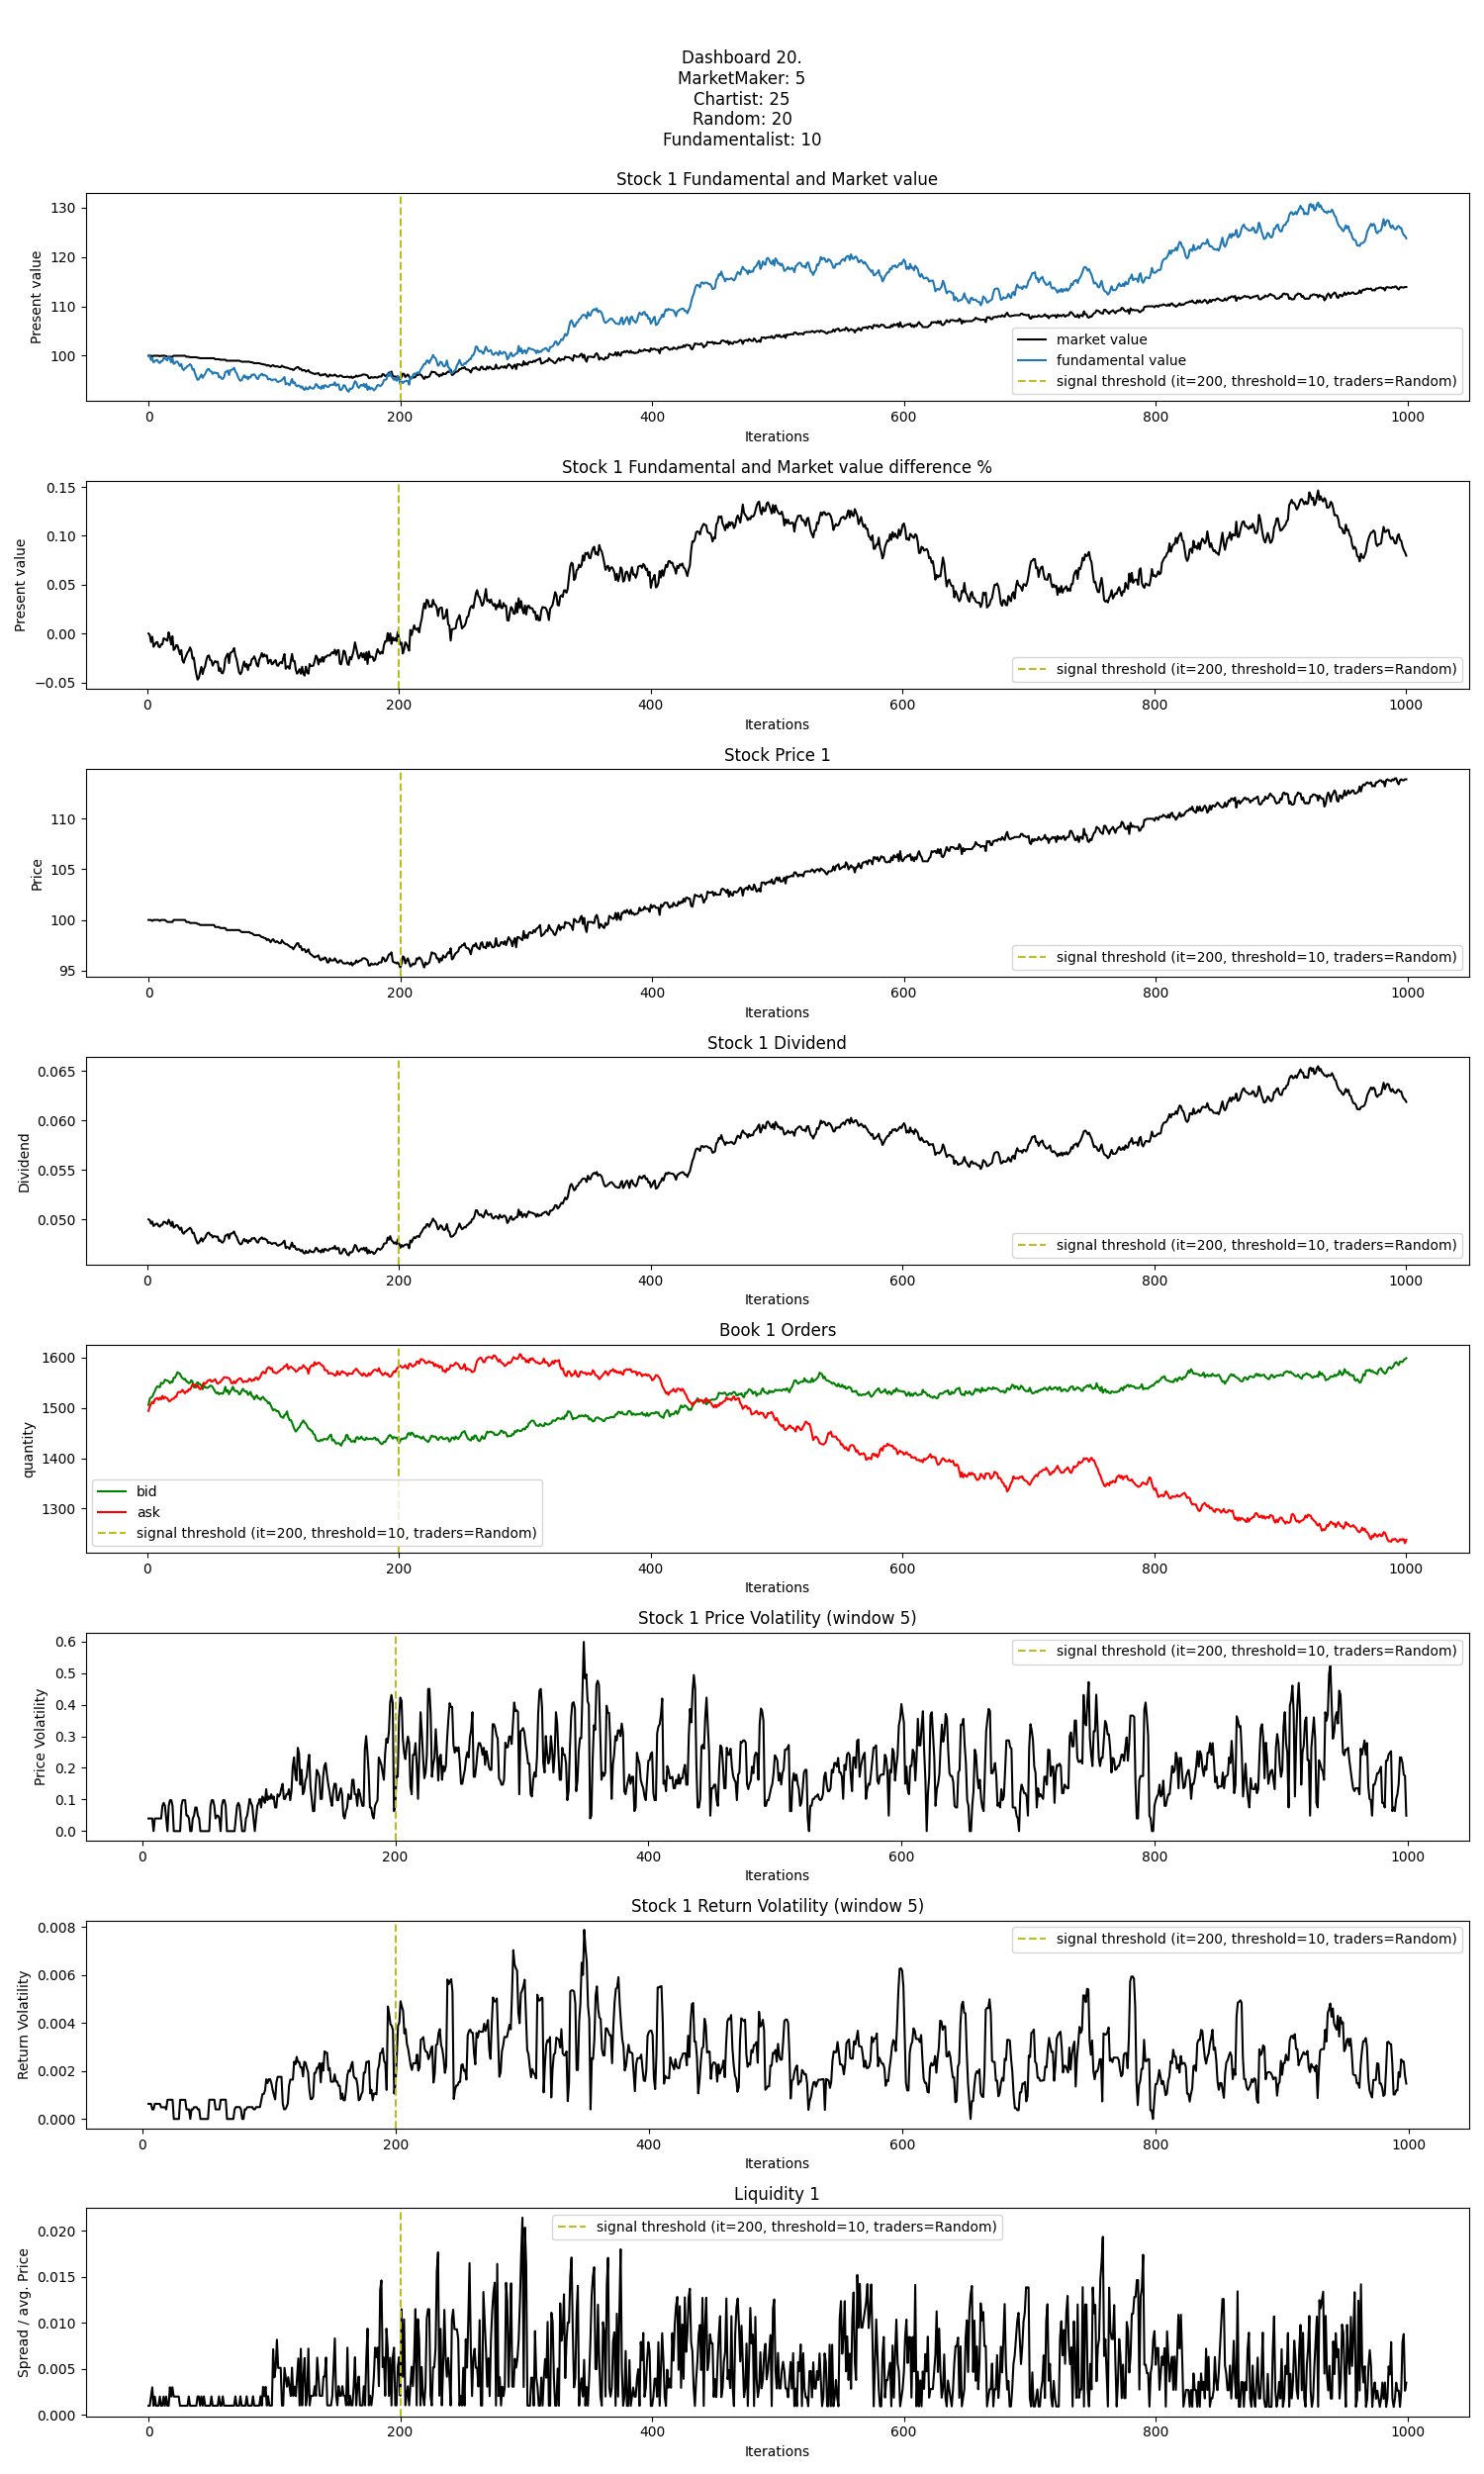 Dashboard 20.
MarketMaker: 5
Chartist: 25
Random: 20
Fundamentalist: 10
Stock 1 Fundamental and Market value
Present value
130
120
110
100
market value
fundamental value
signal threshold (it=200, threshold=10, traders=Random)
0 200 400 600 800 1000
Iterations
Stock 1 Fundamental and Market value difference %
Present value
0.15
0.10
0.05
0.00
−0.05
signal threshold (it=200, threshold=10, traders=Random)
0 200 400 600 800 1000
Iterations
Stock Price 1
Price
110
105
100
95
signal threshold (it=200, threshold=10, traders=Random)
0 200 400 600 800 1000
Iterations
Stock 1 Dividend
Dividend
0.065
0.060
0.055
0.050
signal threshold (it=200, threshold=10, traders=Random)
0 200 400 600 800 1000
Iterations
Book 1 Orders
quantity
1600
1500
1400
1300
bid
ask
signal threshold (it=200, threshold=10, traders=Random)
0 200 400 600 800 1000
Iterations
Stock 1 Price Volatility (window 5)
Price Volatility
0.6
0.5
0.4
0.3
0.2
0.1
0.0
signal threshold (it=200, threshold=10, traders=Random)
0 200 400 600 800 1000
Iterations
Stock 1 Return Volatility (window 5)
Return Volatility
0.008
0.006
0.004
0.002
0.000
signal threshold (it=200, threshold=10, traders=Random)
0 200 400 600 800 1000
Iterations
Liquidity 1
Spread / avg. Price
0.020
0.015
0.010
0.005
0.000
signal threshold (it=200, threshold=10, traders=Random)
0 200 400 600 800 1000
Iterations